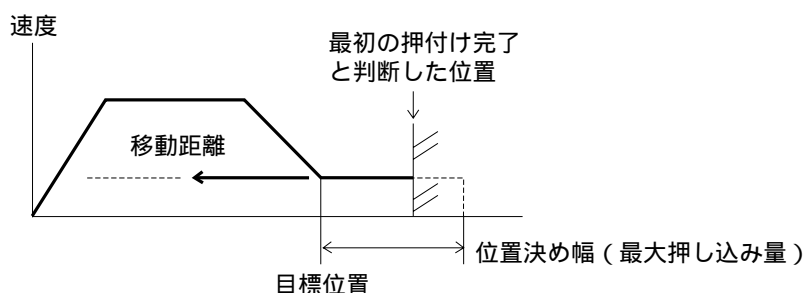 速度
最初の押付け完了
と判断した位置
移動距離
位置決め幅（最大押し込み量）
目標位置